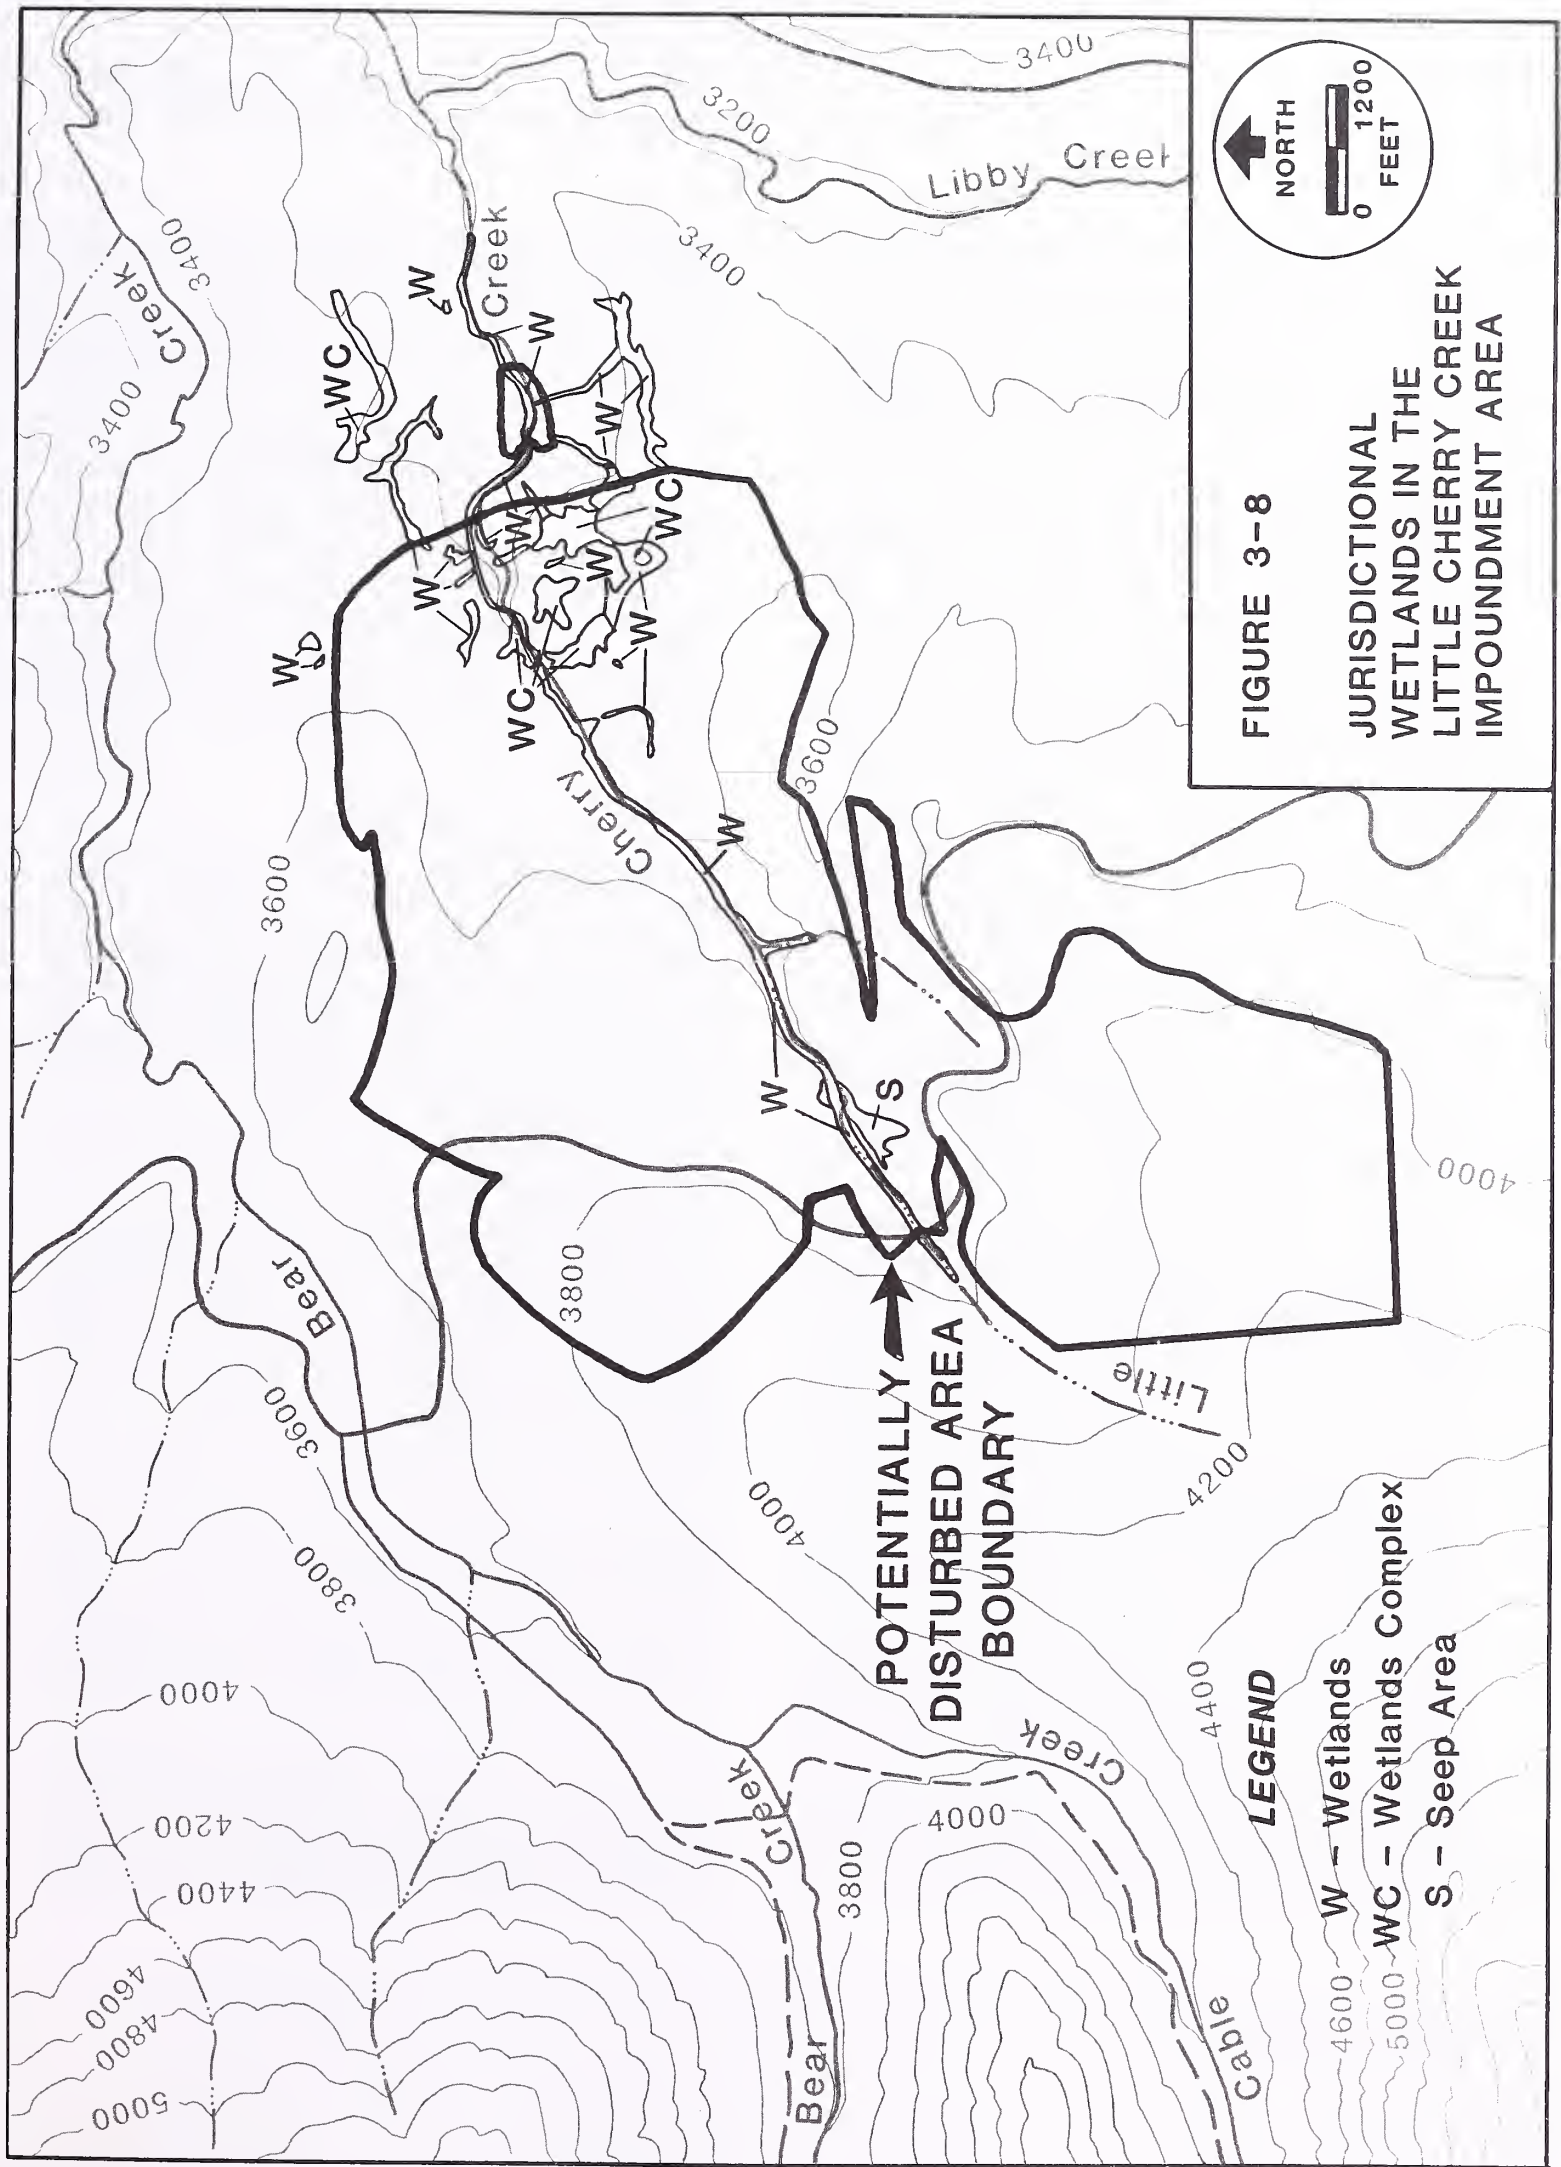 FIGURE 3-8
JURISDICTIONAL
WETLANDS IN THE
LITTLE CHERRY CREEK
IMPOUNDMENT AREA
NORTH
0 1200
FEET
POTENTIALLY
DISTURBED AREA
BOUNDARY
LEGEND
W - Wetlands
WC - Wetlands Complex
S - Seep Area
5000
4800
4600
4400
4200
4000
3800
3600
Bear
3600
3400
Creek
3400
W
WC
W
Creek
3200
3400
Libby Creek
3400
W
W
W
W
WC
W
W
WC
Cherry
W
3600
W
S
3800
4000
Little
4200
4000
Bear
Creek
3800
4000
Cable
Creek
4400
4600
5000